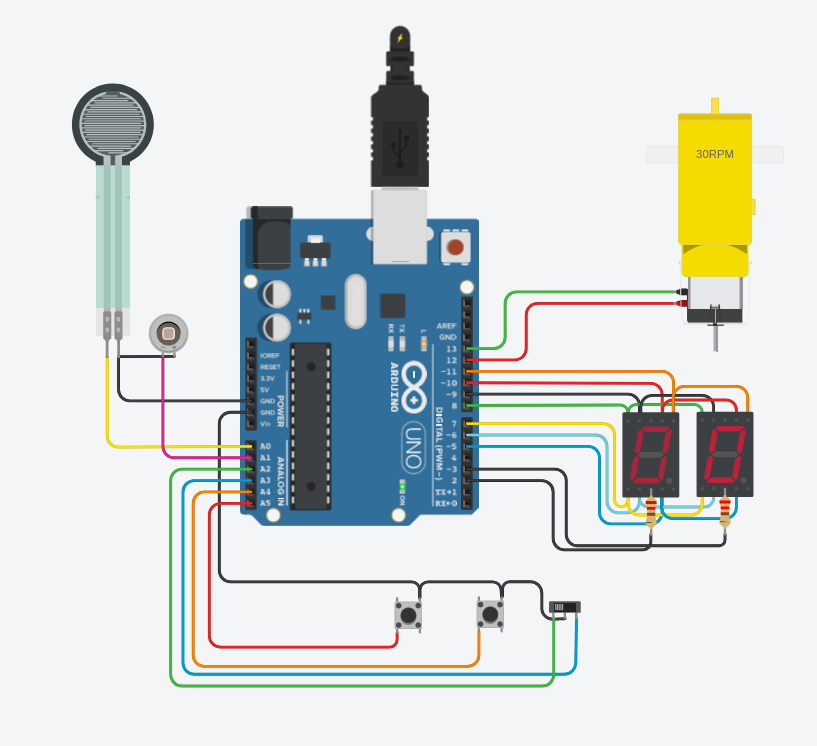 30RPM
AREF
GND
13
12
~11
~10
~9
8
7
~6
~5
4
~3
2
TX→1
RX←0
DIGITAL (PWM~)
IOREF
RESET
3.3V
5V
GND
GND
Vin
POWER
A0
A1
A2
A3
A4
A5
ANALOG IN
RX
TX
L
ARDUINO
UNO
ON